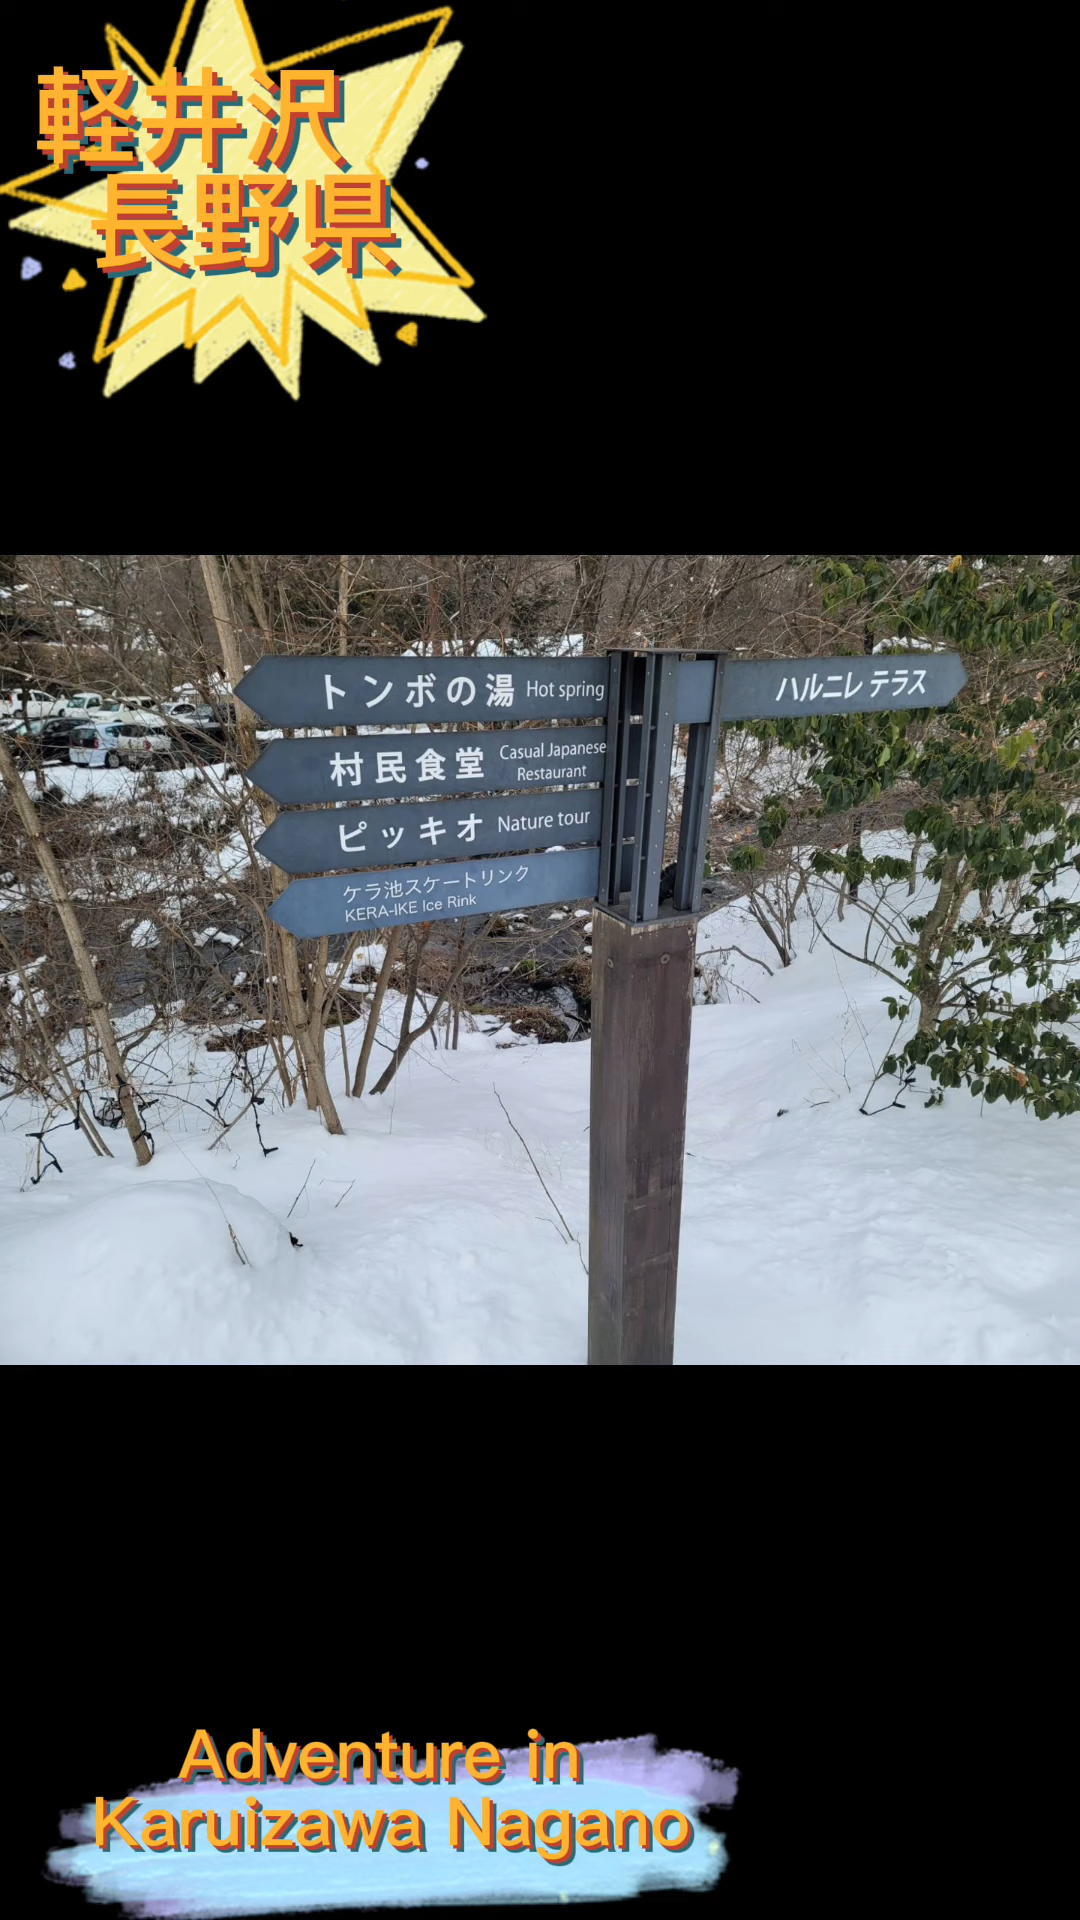 軽井沢
長野県
トンボの湯 Hot spring
村民食堂 Casual Japanese
Restaurant
ピッキオ Nature tour
ケラ池スケートリンク
KERA-IKE Ice Rink
ハルニレ テラス
Adventure in
Karuizawa Nagano